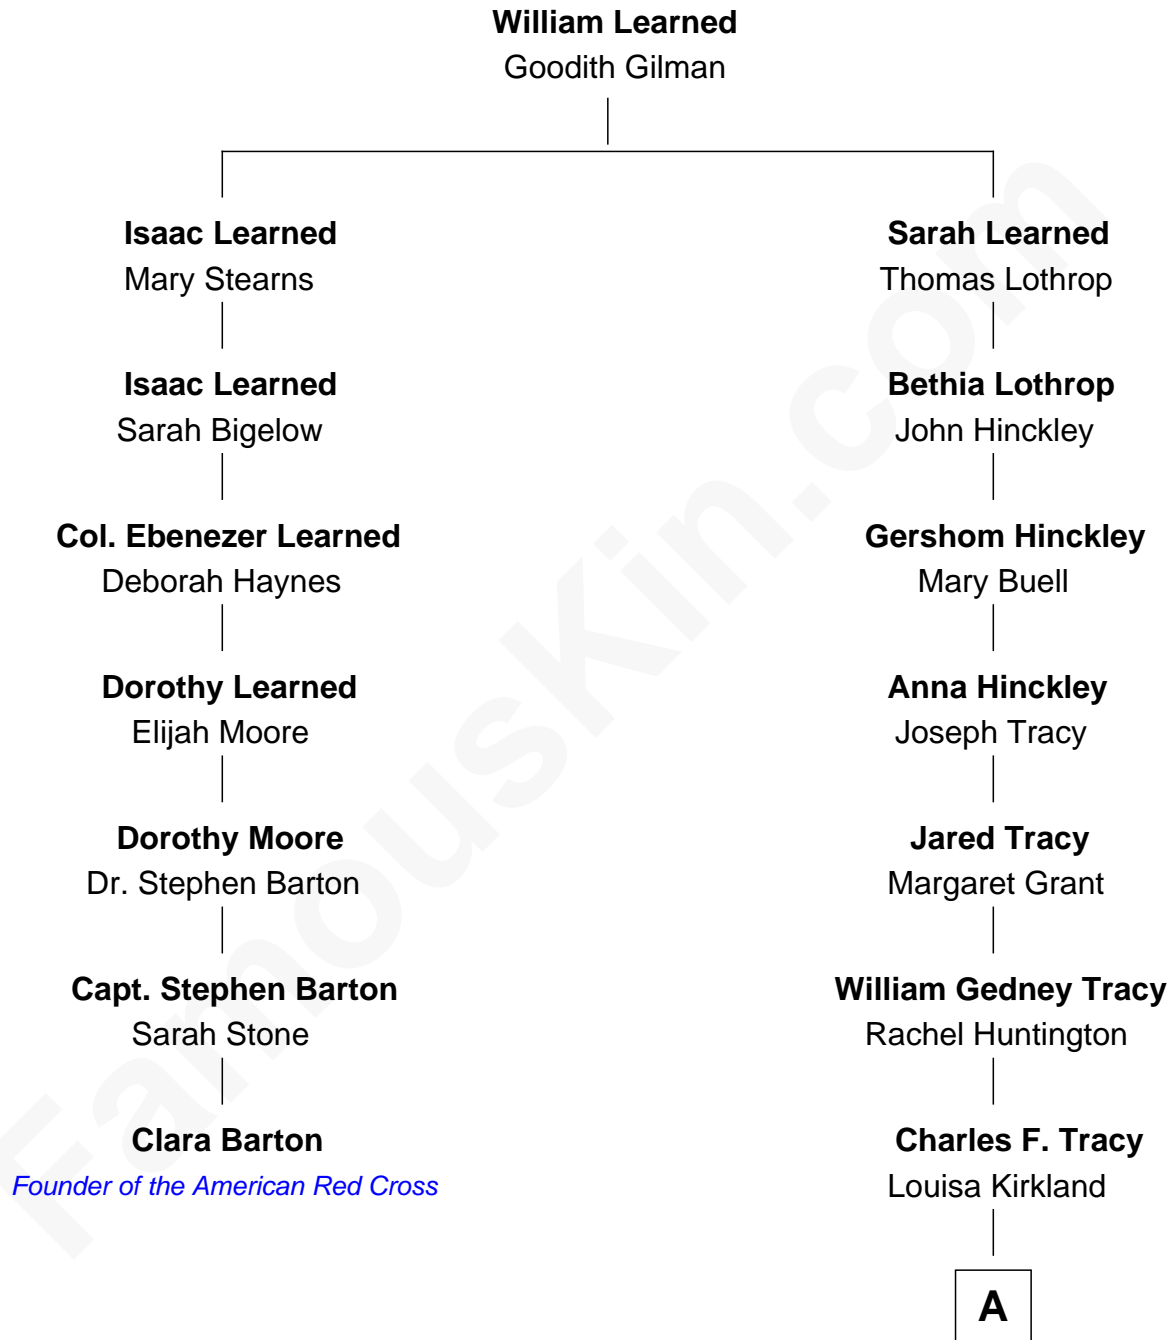 William Learned
Goodith Gilman
Isaac Learned
Mary Stearns
Sarah Learned
Thomas Lothrop
Isaac Learned
Sarah Bigelow
Bethia Lothrop
John Hinckley
Col. Ebenezer Learned
Deborah Haynes
Gershom Hinckley
Mary Buell
Dorothy Learned
Elijah Moore
Anna Hinckley
Joseph Tracy
Dorothy Moore
Dr. Stephen Barton
Jared Tracy
Margaret Grant
Capt. Stephen Barton
Sarah Stone
William Gedney Tracy
Rachel Huntington
Clara Barton
Founder of the American Red Cross
Charles F. Tracy
Louisa Kirkland
A
FamousKin.com